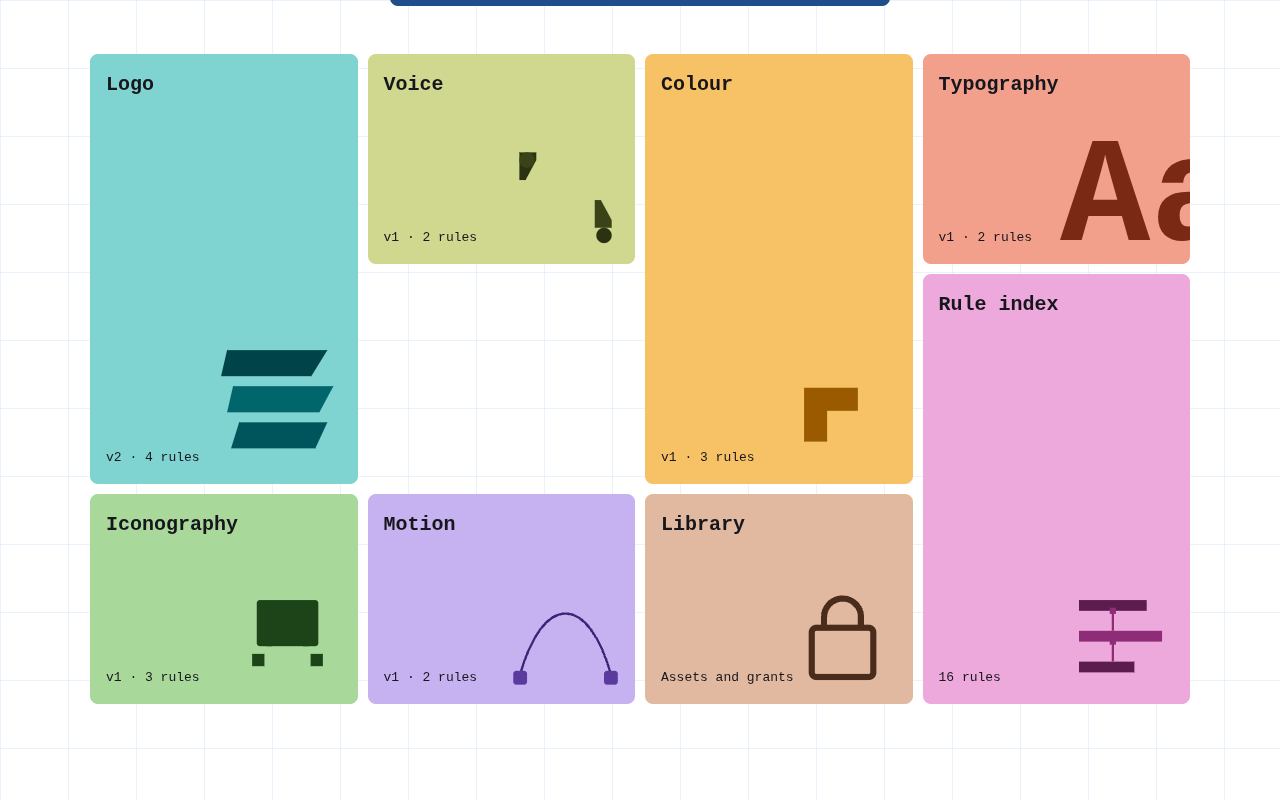 Logo
v2 · 4 rules
Voice
v1 · 2 rules
Colour
v1 · 3 rules
Typography
Aa
v1 · 2 rules
Rule index
16 rules
Iconography
v1 · 3 rules
Motion
v1 · 2 rules
Library
Assets and grants